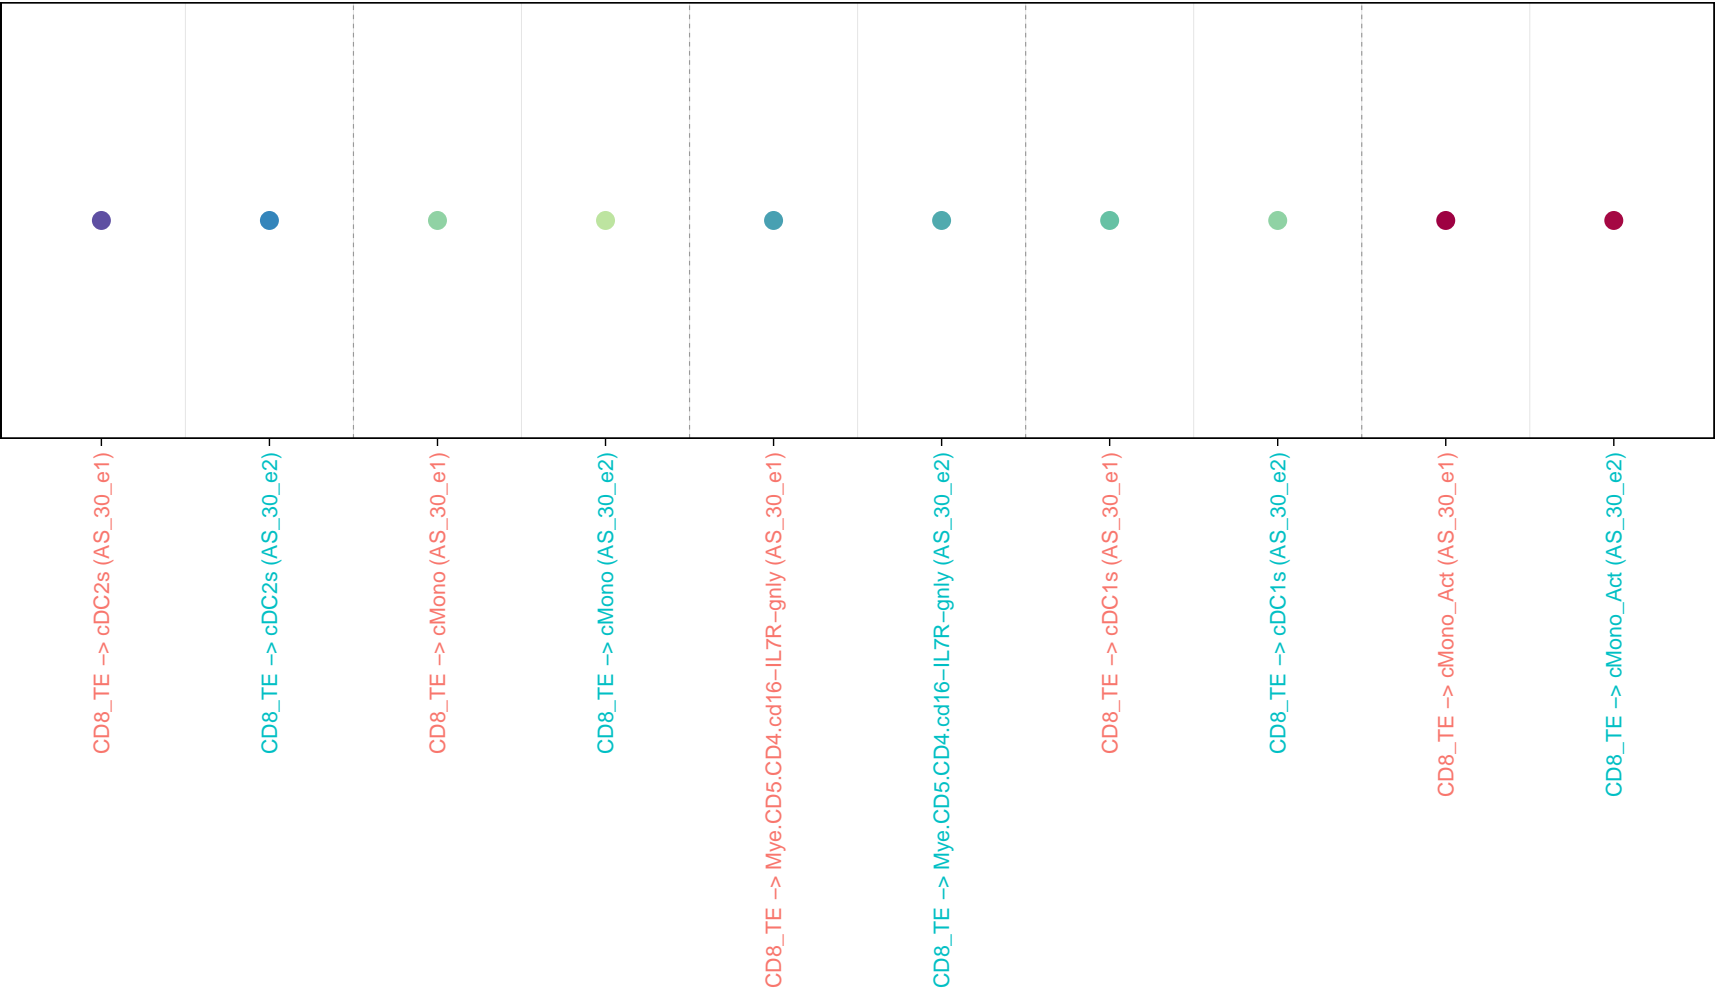 CD8_TE −> cDC2s (AS_30_e1)
CD8_TE −> cDC2s (AS_30_e2)
CD8_TE −> cMono (AS_30_e1)
CD8_TE −> cMono (AS_30_e2)
CD8_TE −> Mye.CD5.CD4.cd16−IL7R−gnly (AS_30_e1)
CD8_TE −> Mye.CD5.CD4.cd16−IL7R−gnly (AS_30_e2)
CD8_TE −> cDC1s (AS_30_e1)
CD8_TE −> cDC1s (AS_30_e2)
CD8_TE −> cMono_Act (AS_30_e1)
CD8_TE −> cMono_Act (AS_30_e2)